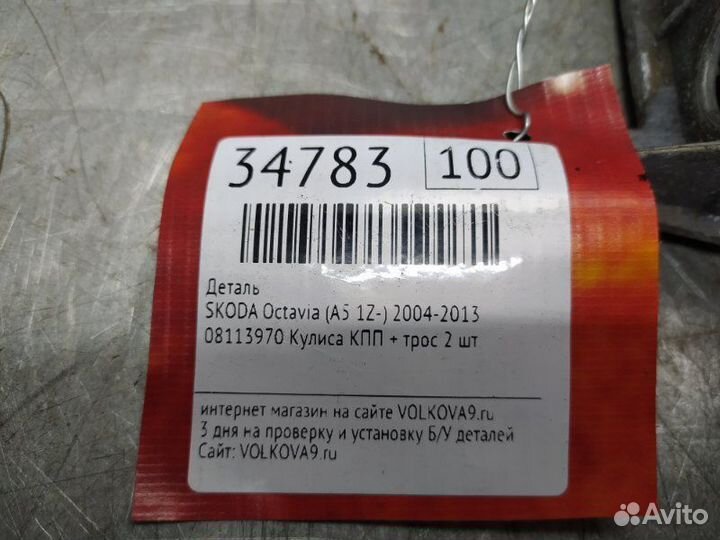 34783 100
Деталь
SKODA Octavia (A5 1Z-) 2004-2013
08113970 Кулиса КПП + трос 2 шт
интернет магазин на сайте VOLKOVA9.ru
3 дня на проверку и установку Б/У деталей
Сайт: VOLKOVA9.ru
Avito